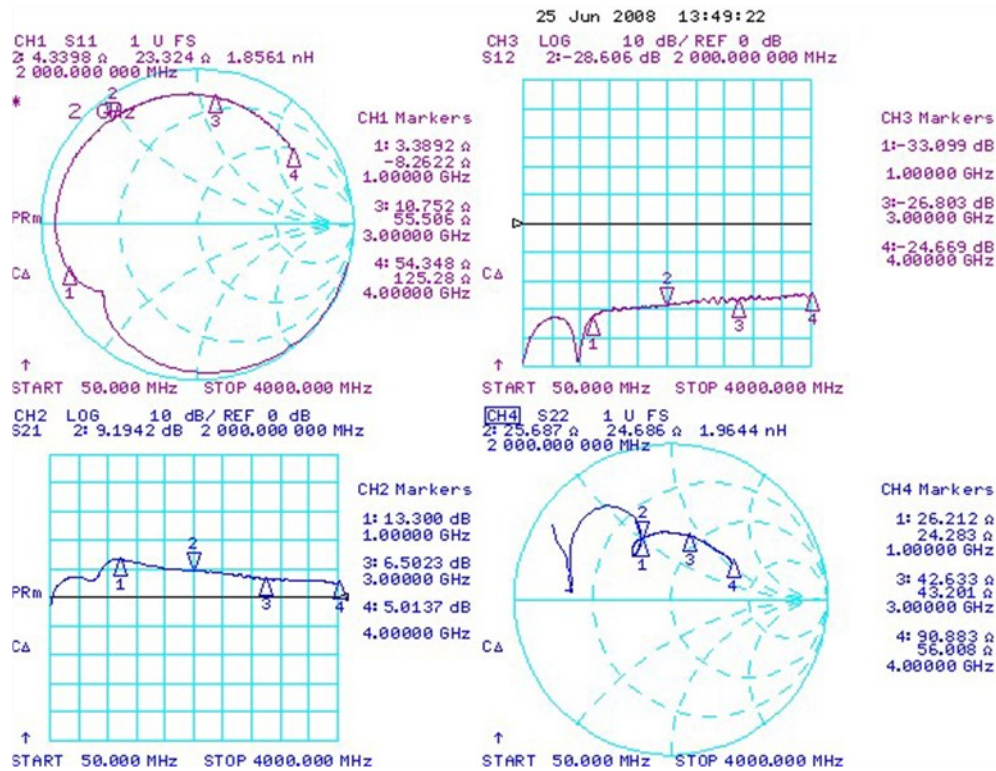 25 Jun 2008 13:49:22
CH1 S11 1 U FS
2: 4.3398 Ω 23.324 Ω 1.8561 nH
2 000.000 000 MHz
*
2
2 GHz
3
4
PRm
CΔ
1
↑
START 50.000 MHz STOP 4000.000 MHz
CH1 Markers
1: 3.3892 Ω
-8.2622 Ω
1.00000 GHz
3: 10.752 Ω
55.506 Ω
3.00000 GHz
4: 54.348 Ω
125.28 Ω
4.00000 GHz
CH3 LOG 10 dB/ REF 0 dB
S12 2:-28.606 dB 2 000.000 000 MHz
CΔ
2
1
3
4
↑
START 50.000 MHz STOP 4000.000 MHz
CH3 Markers
1:-33.099 dB
1.00000 GHz
3:-26.803 dB
3.00000 GHz
4:-24.669 dB
4.00000 GHz
CH2 LOG 10 dB/ REF 0 dB
S21 2: 9.1942 dB 2 000.000 000 MHz
2
1
3
4
PRm
CΔ
↑
START 50.000 MHz STOP 4000.000 MHz
CH2 Markers
1: 13.300 dB
1.00000 GHz
3: 6.5023 dB
3.00000 GHz
4: 5.0137 dB
4.00000 GHz
CH4 S22 1 U FS
2: 25.687 Ω 24.686 Ω 1.9644 nH
2 000.000 000 MHz
2
1
3
4
CΔ
↑
START 50.000 MHz STOP 4000.000 MHz
CH4 Markers
1: 26.212 Ω
24.283 Ω
1.00000 GHz
3: 42.633 Ω
43.201 Ω
3.00000 GHz
4: 90.883 Ω
56.008 Ω
4.00000 GHz